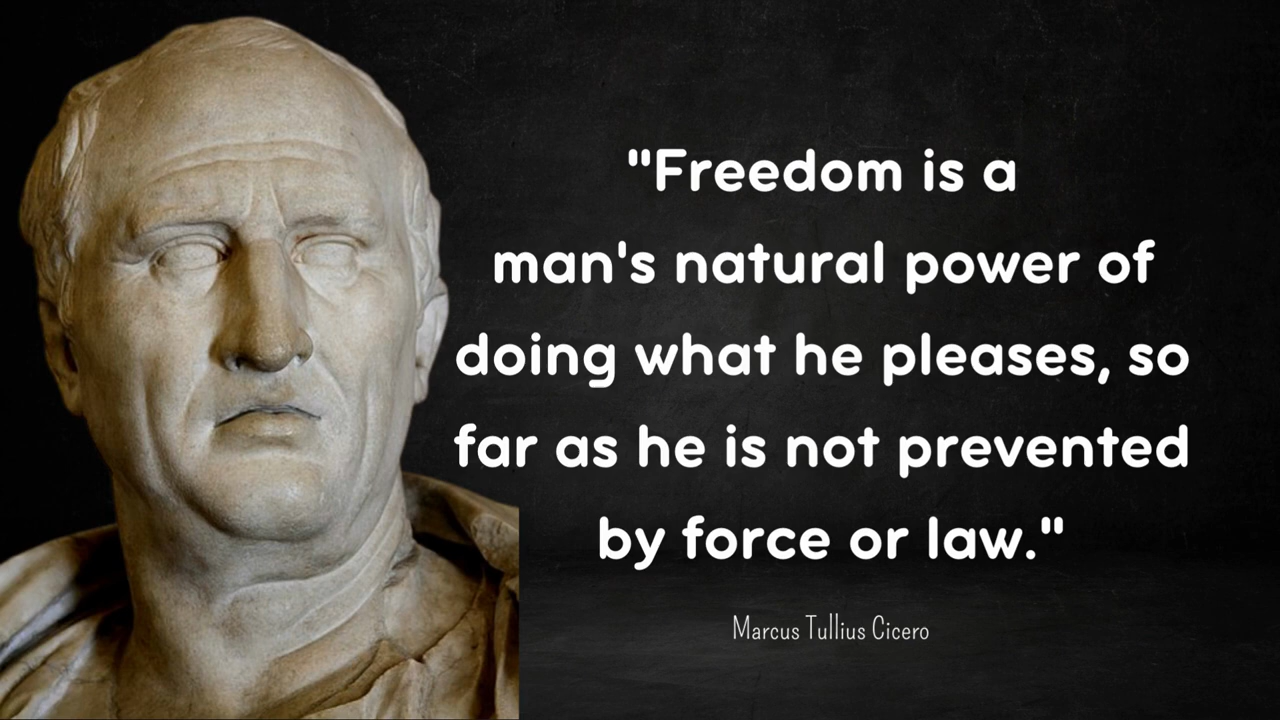 "Freedom is a
man's natural power of
doing what he pleases, so
far as he is not prevented
by force or law."
Marcus Tullius Cicero